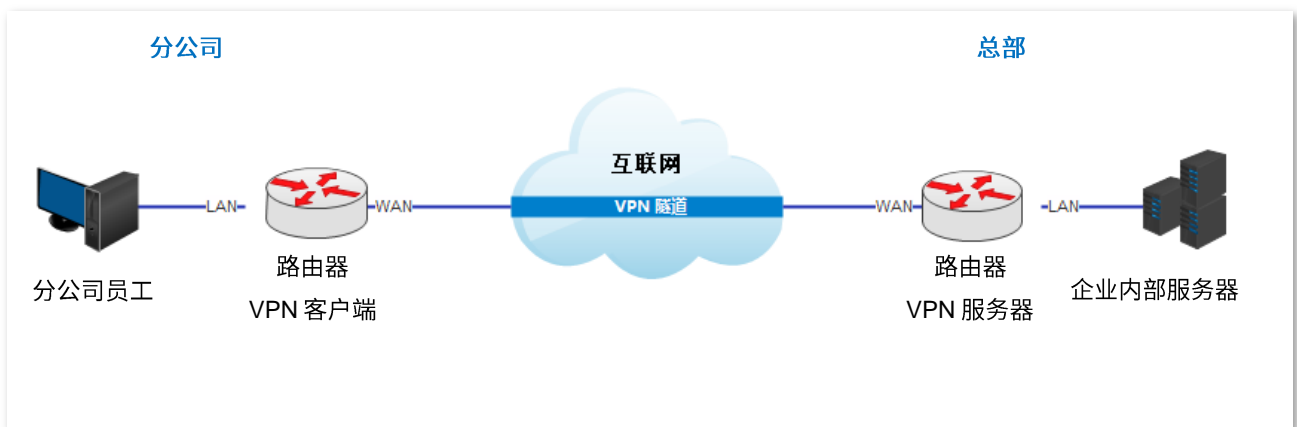 分公司
总部
互联网
VPN 隧道
LAN
WAN
WAN
LAN
分公司员工
路由器
VPN 客户端
路由器
VPN 服务器
企业内部服务器